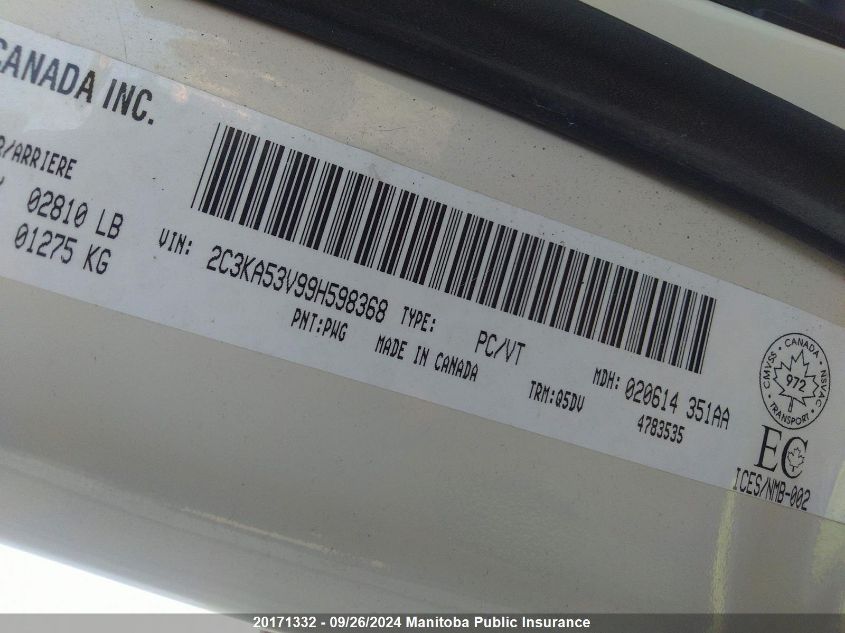 CANADA INC.
R/ARRIERE
02810 LB
01275 KG
VIN: 2C3KA53V99H598368 TYPE: PC/VT MDH: 020614 351AA
PNT:PWG MADE IN CANADA TRM:Q5DV 4783535
CMVSS • CANADA • NSVAC
972
TRANSPORT
EC
ICES/NMB-002
20171332 - 09/26/2024 Manitoba Public Insurance